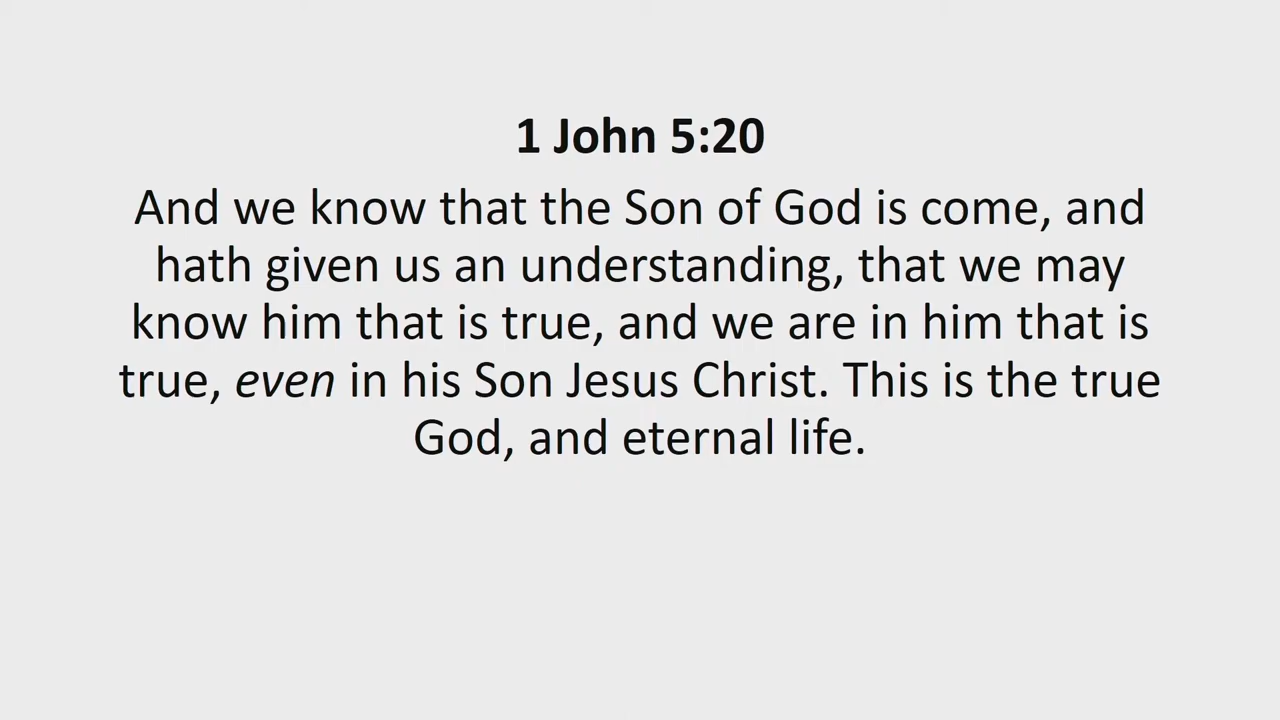 1 John 5:20
And we know that the Son of God is come, and
hath given us an understanding, that we may
know him that is true, and we are in him that is
true, even in his Son Jesus Christ. This is the true
God, and eternal life.